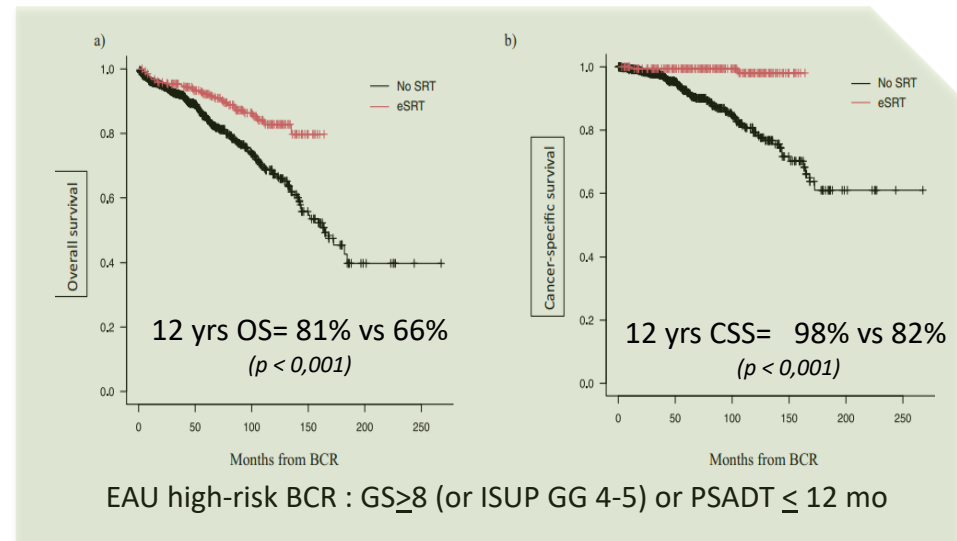 a)
No SRT
eSRT
Overall survival
1.0
0.8
0.6
0.4
0.2
0.0
0 50 100 150 200 250
Months from BCR
12 yrs OS= 81% vs 66%
(p < 0,001)
b)
No SRT
eSRT
Cancer-specific survival
1.0
0.8
0.6
0.4
0.2
0.0
0 50 100 150 200 250
Months from BCR
12 yrs CSS= 98% vs 82%
(p < 0,001)
EAU high-risk BCR : GS≥8 (or ISUP GG 4-5) or PSADT ≤ 12 mo